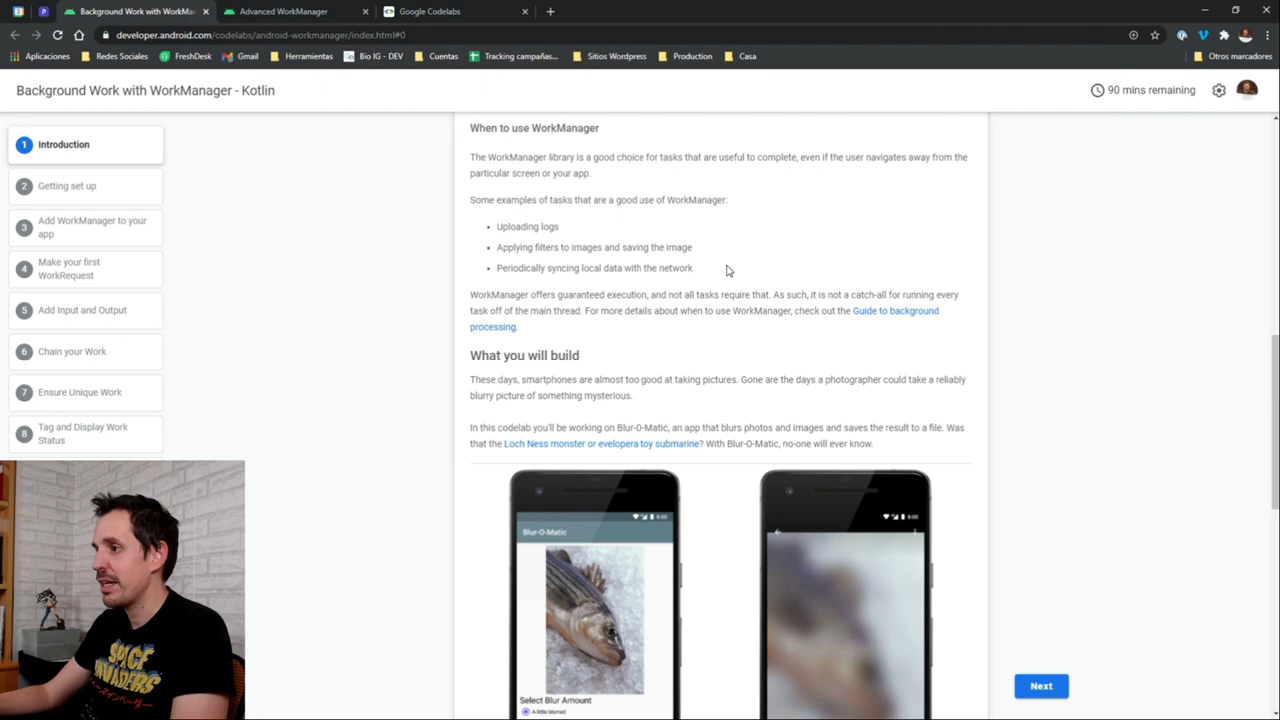 Background Work with WorkMan
Advanced WorkManager
Google Codelabs
developer.android.com/codelabs/android-workmanager/index.html#0
Aplicaciones
Redes Sociales
FreshDesk
Gmail
Herramientas
Bio IG - DEV
Cuentas
Tracking campañas...
Sitios Wordpress
Production
Casa
Otros marcadores
Background Work with WorkManager - Kotlin
90 mins remaining
1 Introduction
2 Getting set up
3 Add WorkManager to your
app
4 Make your first
WorkRequest
5 Add Input and Output
6 Chain your Work
7 Ensure Unique Work
8 Tag and Display Work
Status
When to use WorkManager
The WorkManager library is a good choice for tasks that are useful to complete, even if the user navigates away from the
particular screen or your app.
Some examples of tasks that are a good use of WorkManager:
• Uploading logs
• Applying filters to images and saving the image
• Periodically syncing local data with the network
WorkManager offers guaranteed execution, and not all tasks require that. As such, it is not a catch-all for running every
task off of the main thread. For more details about when to use WorkManager, check out the Guide to background
processing.
What you will build
These days, smartphones are almost too good at taking pictures. Gone are the days a photographer could take a reliably
blurry picture of something mysterious.
In this codelab you'll be working on Blur-O-Matic, an app that blurs photos and images and saves the result to a file. Was
that the Loch Ness monster or evelopera toy submarine? With Blur-O-Matic, no-one will ever know.
8:00
Blur-O-Matic
Select Blur Amount
A little blurred
8:00
Next
SPACE
INVADERS